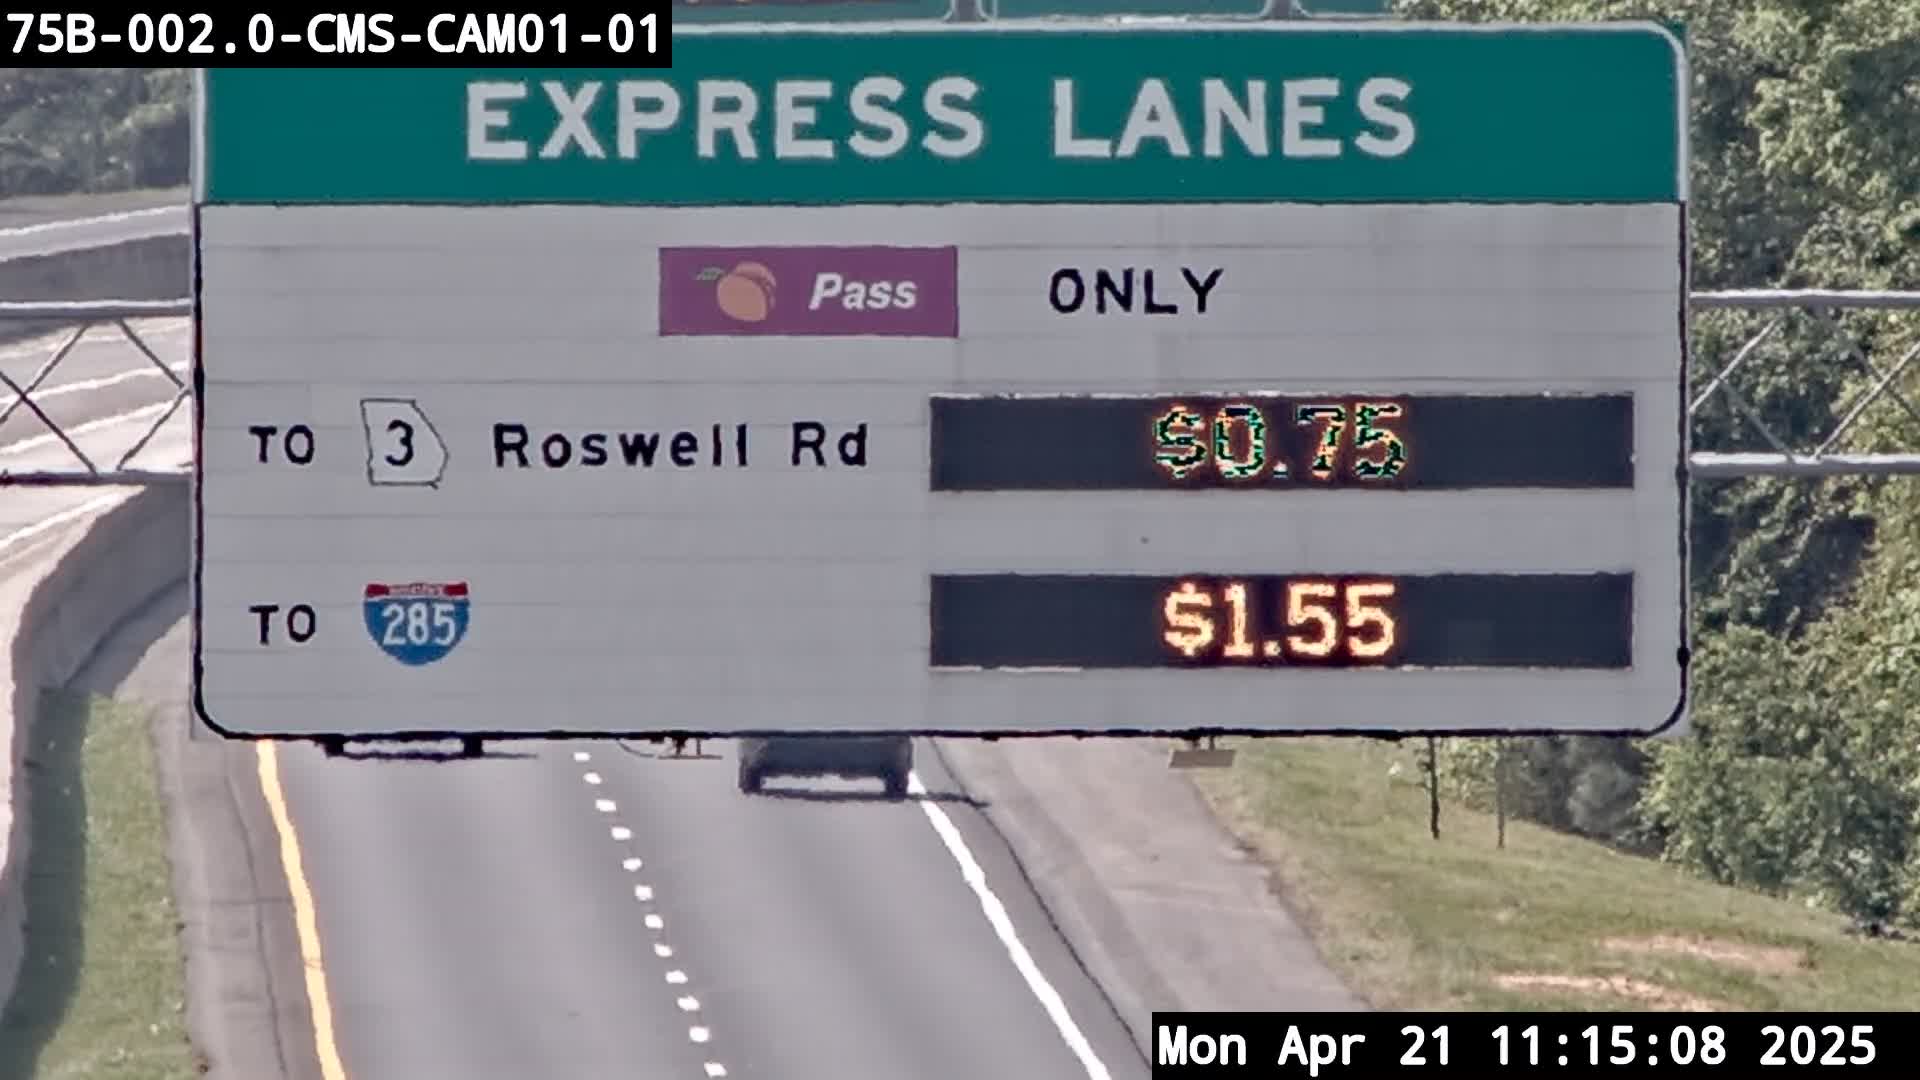 75B-002.0-CMS-CAM01-01
EXPRESS LANES
Pass ONLY
TO 3 Roswell Rd $0.75
TO 285 $1.55
Mon Apr 21 11:15:08 2025